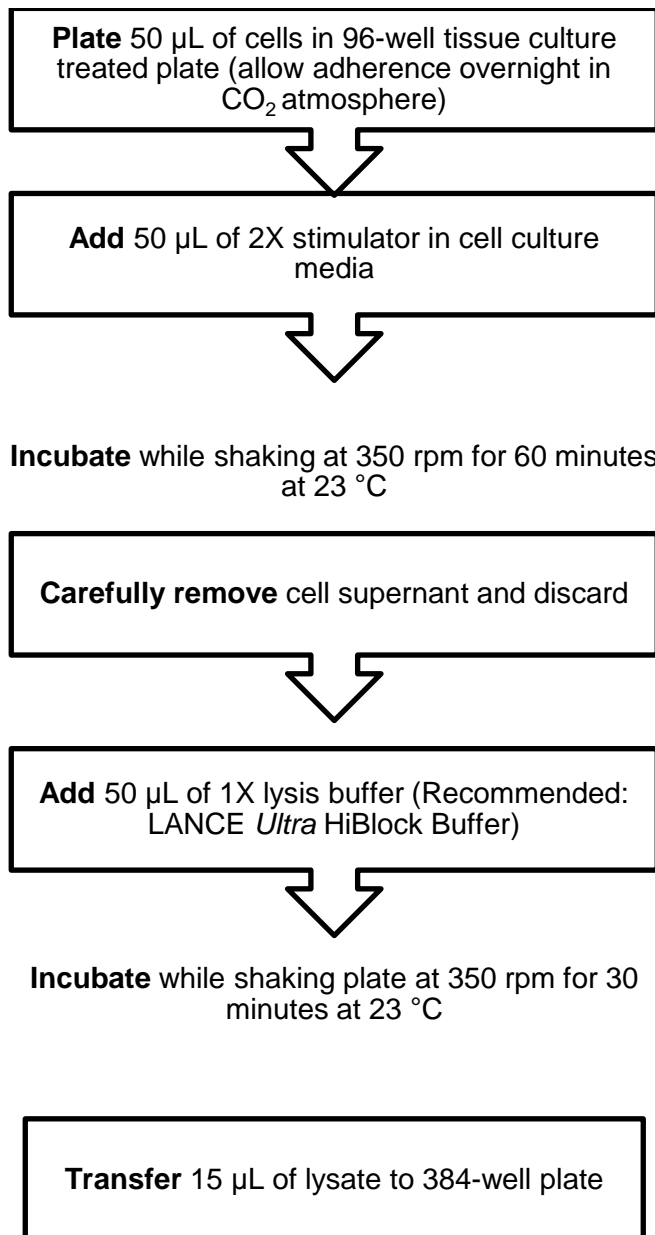 Plate 50 µL of cells in 96-well tissue culture
treated plate (allow adherence overnight in
CO₂ atmosphere)
Add 50 µL of 2X stimulator in cell culture
media
Incubate while shaking at 350 rpm for 60 minutes
at 23 °C
Carefully remove cell supernant and discard
Add 50 µL of 1X lysis buffer (Recommended:
LANCE Ultra HiBlock Buffer)
Incubate while shaking plate at 350 rpm for 30
minutes at 23 °C
Transfer 15 µL of lysate to 384-well plate